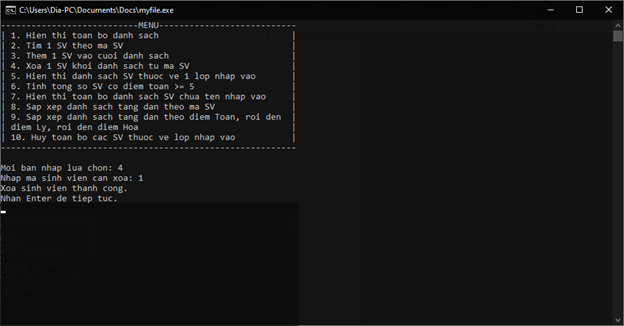 C:\Users\Dia-PC\Documents\Docs\myfile.exe
---------------------------MENU---------------------------
| 1. Hien thi toan bo danh sach |
| 2. Tim 1 SV theo ma SV |
| 3. Them 1 SV vao cuoi danh sach |
| 4. Xoa 1 SV khoi danh sach tu ma SV |
| 5. Hien thi danh sach SV thuoc ve 1 lop nhap vao |
| 6. Tinh tong so SV co diem toan >= 5 |
| 7. Hien thi toan bo danh sach SV chua ten nhap vao |
| 8. Sap xep danh sach tang dan theo ma SV |
| 9. Sap xep danh sach tang dan theo diem Toan, roi den |
| diem Ly, roi den diem Hoa |
| 10. Huy toan bo cac SV thuoc ve lop nhap vao |
----------------------------------------------------------
Moi ban nhap lua chon: 4
Nhap ma sinh vien can xoa: 1
Xoa sinh vien thanh cong.
Nhan Enter de tiep tuc.